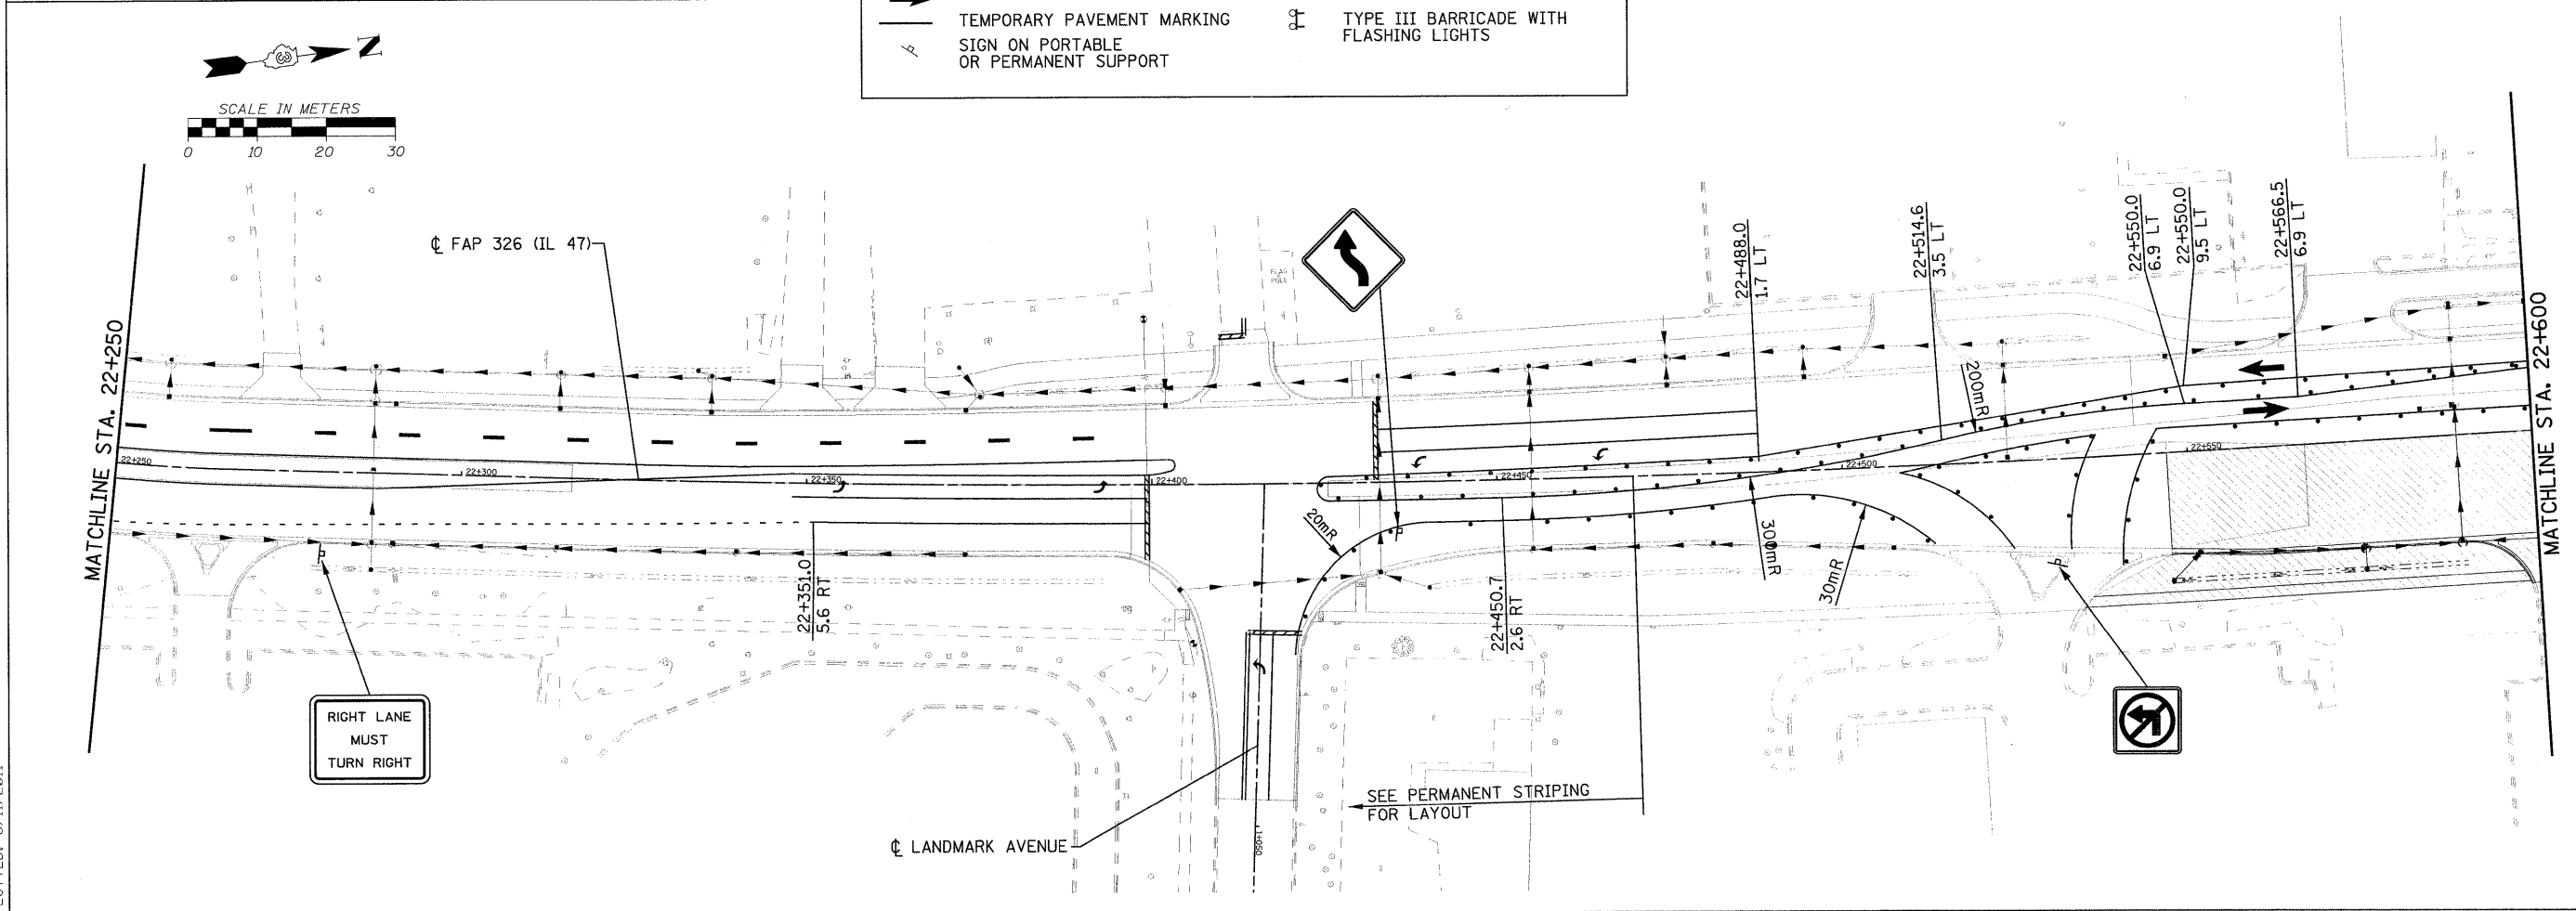 TEMPORARY PAVEMENT MARKING
SIGN ON PORTABLE
OR PERMANENT SUPPORT
TYPE III BARRICADE WITH
FLASHING LIGHTS
N
SCALE IN METERS
0 10 20 30
MATCHLINE STA. 22+250
℄ FAP 326 (IL 47)
FLAG
POLE
22+488.0
1.7 LT
22+514.6
3.5 LT
22+550.0
6.9 LT
22+550.0
9.5 LT
22+566.5
6.9 LT
MATCHLINE STA. 22+600
200mR
22+250
22+300
22+350
22+400
22+450
22+500
22+550
20mR
300mR
30mR
22+351.0
5.6 RT
22+450.7
2.6 RT
RIGHT LANE
MUST
TURN RIGHT
SEE PERMANENT STRIPING
FOR LAYOUT
℄ LANDMARK AVENUE
1+050